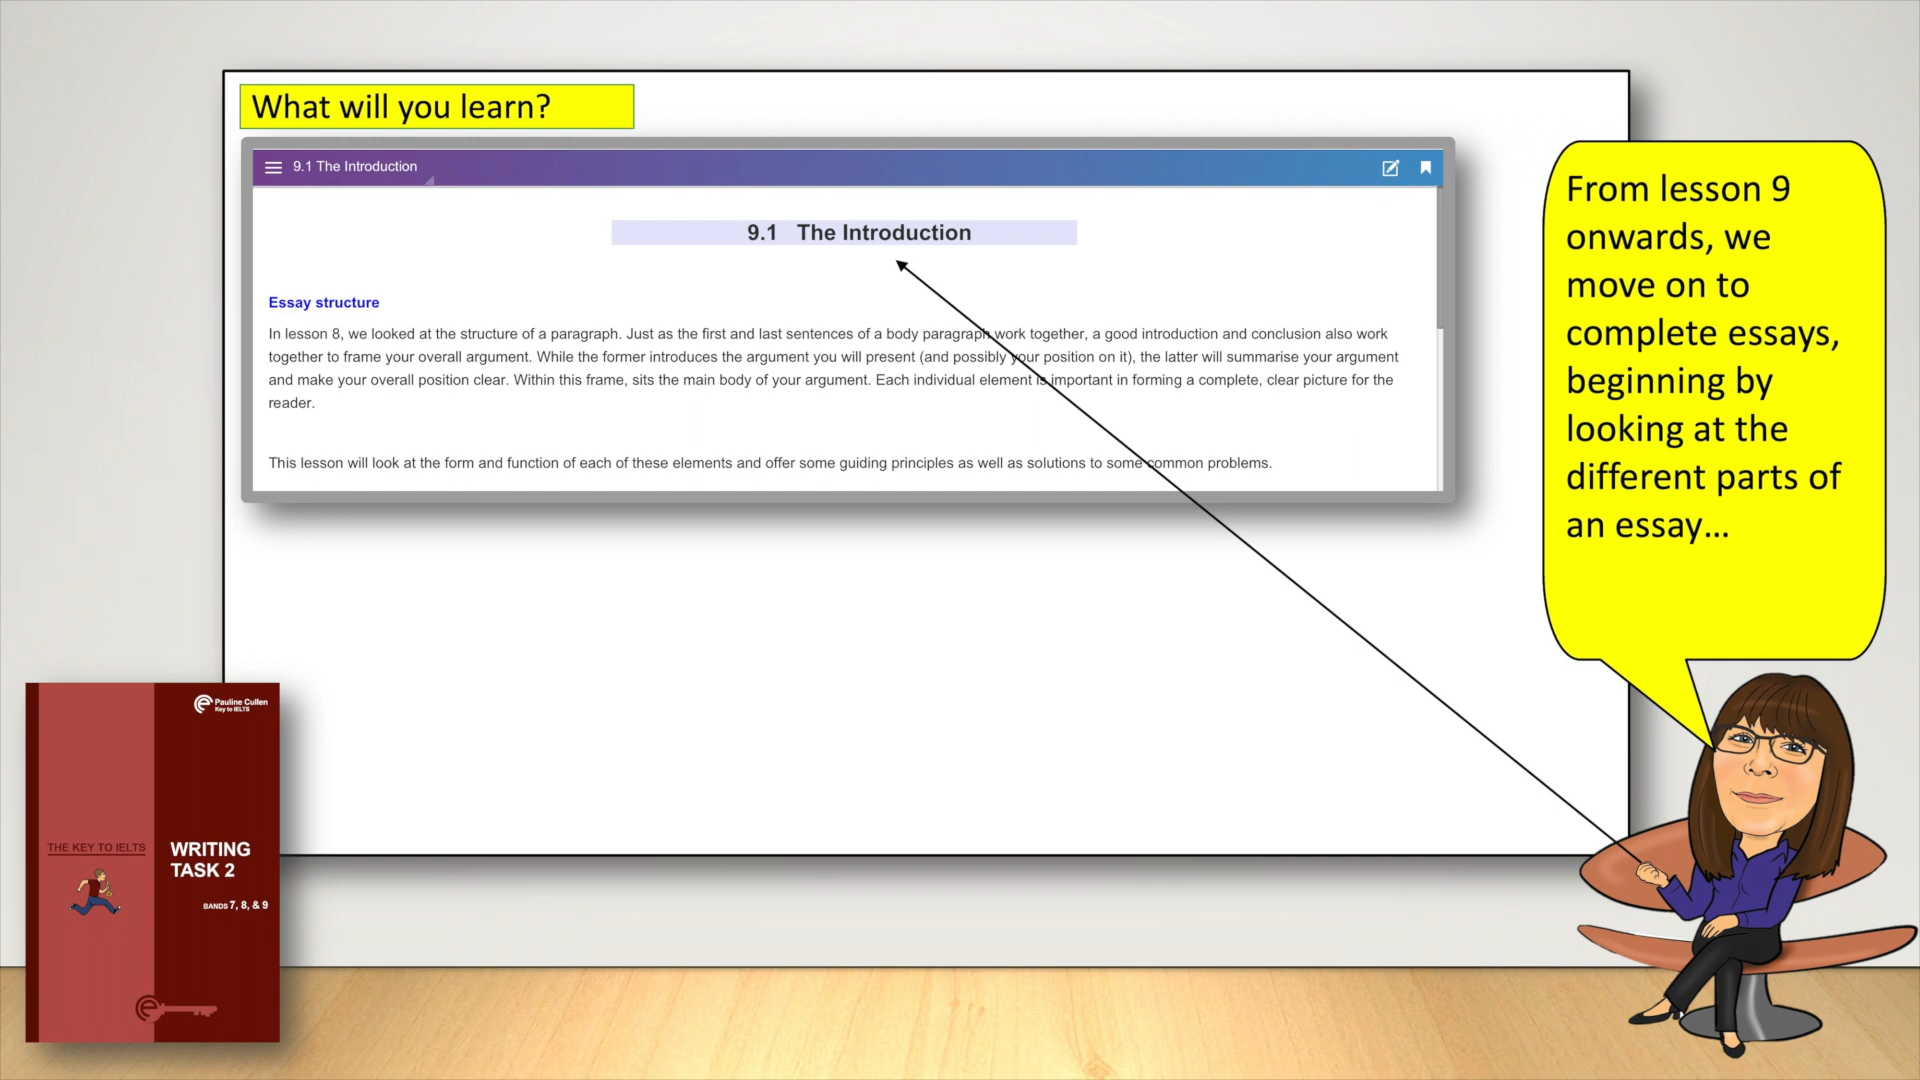 What will you learn?
9.1 The Introduction
9.1 The Introduction
Essay structure
In lesson 8, we looked at the structure of a paragraph. Just as the first and last sentences of a body paragraph work together, a good introduction and conclusion also work
together to frame your overall argument. While the former introduces the argument you will present (and possibly your position on it), the latter will summarise your argument
and make your overall position clear. Within this frame, sits the main body of your argument. Each individual element is important in forming a complete, clear picture for the
reader.
This lesson will look at the form and function of each of these elements and offer some guiding principles as well as solutions to some common problems.
From lesson 9
onwards, we
move on to
complete essays,
beginning by
looking at the
different parts of
an essay...
Pauline Cullen
Key to IELTS
THE KEY TO IELTS
WRITING
TASK 2
BANDS 7, 8, & 9